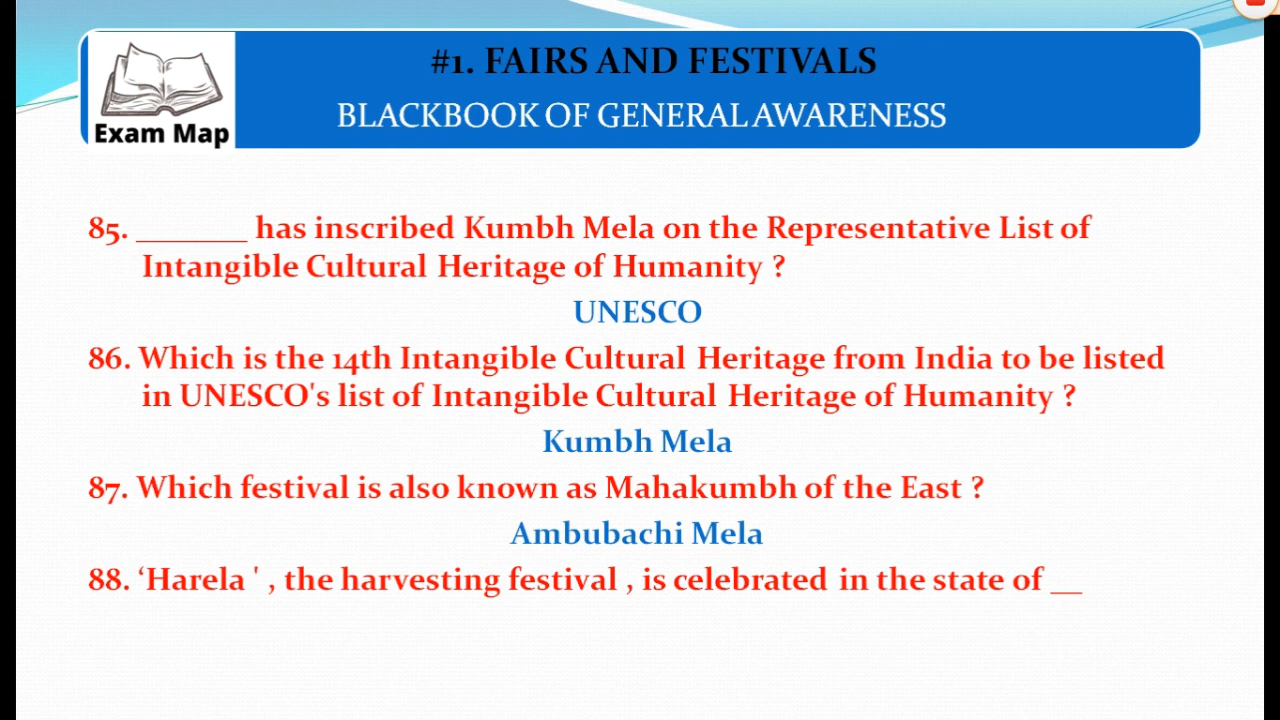 #1. FAIRS AND FESTIVALS
BLACKBOOK OF GENERAL AWARENESS
Exam Map
85. _______ has inscribed Kumbh Mela on the Representative List of
Intangible Cultural Heritage of Humanity ?
UNESCO
86. Which is the 14th Intangible Cultural Heritage from India to be listed
in UNESCO's list of Intangible Cultural Heritage of Humanity ?
Kumbh Mela
87. Which festival is also known as Mahakumbh of the East ?
Ambubachi Mela
88. ‘Harela ' , the harvesting festival , is celebrated in the state of __